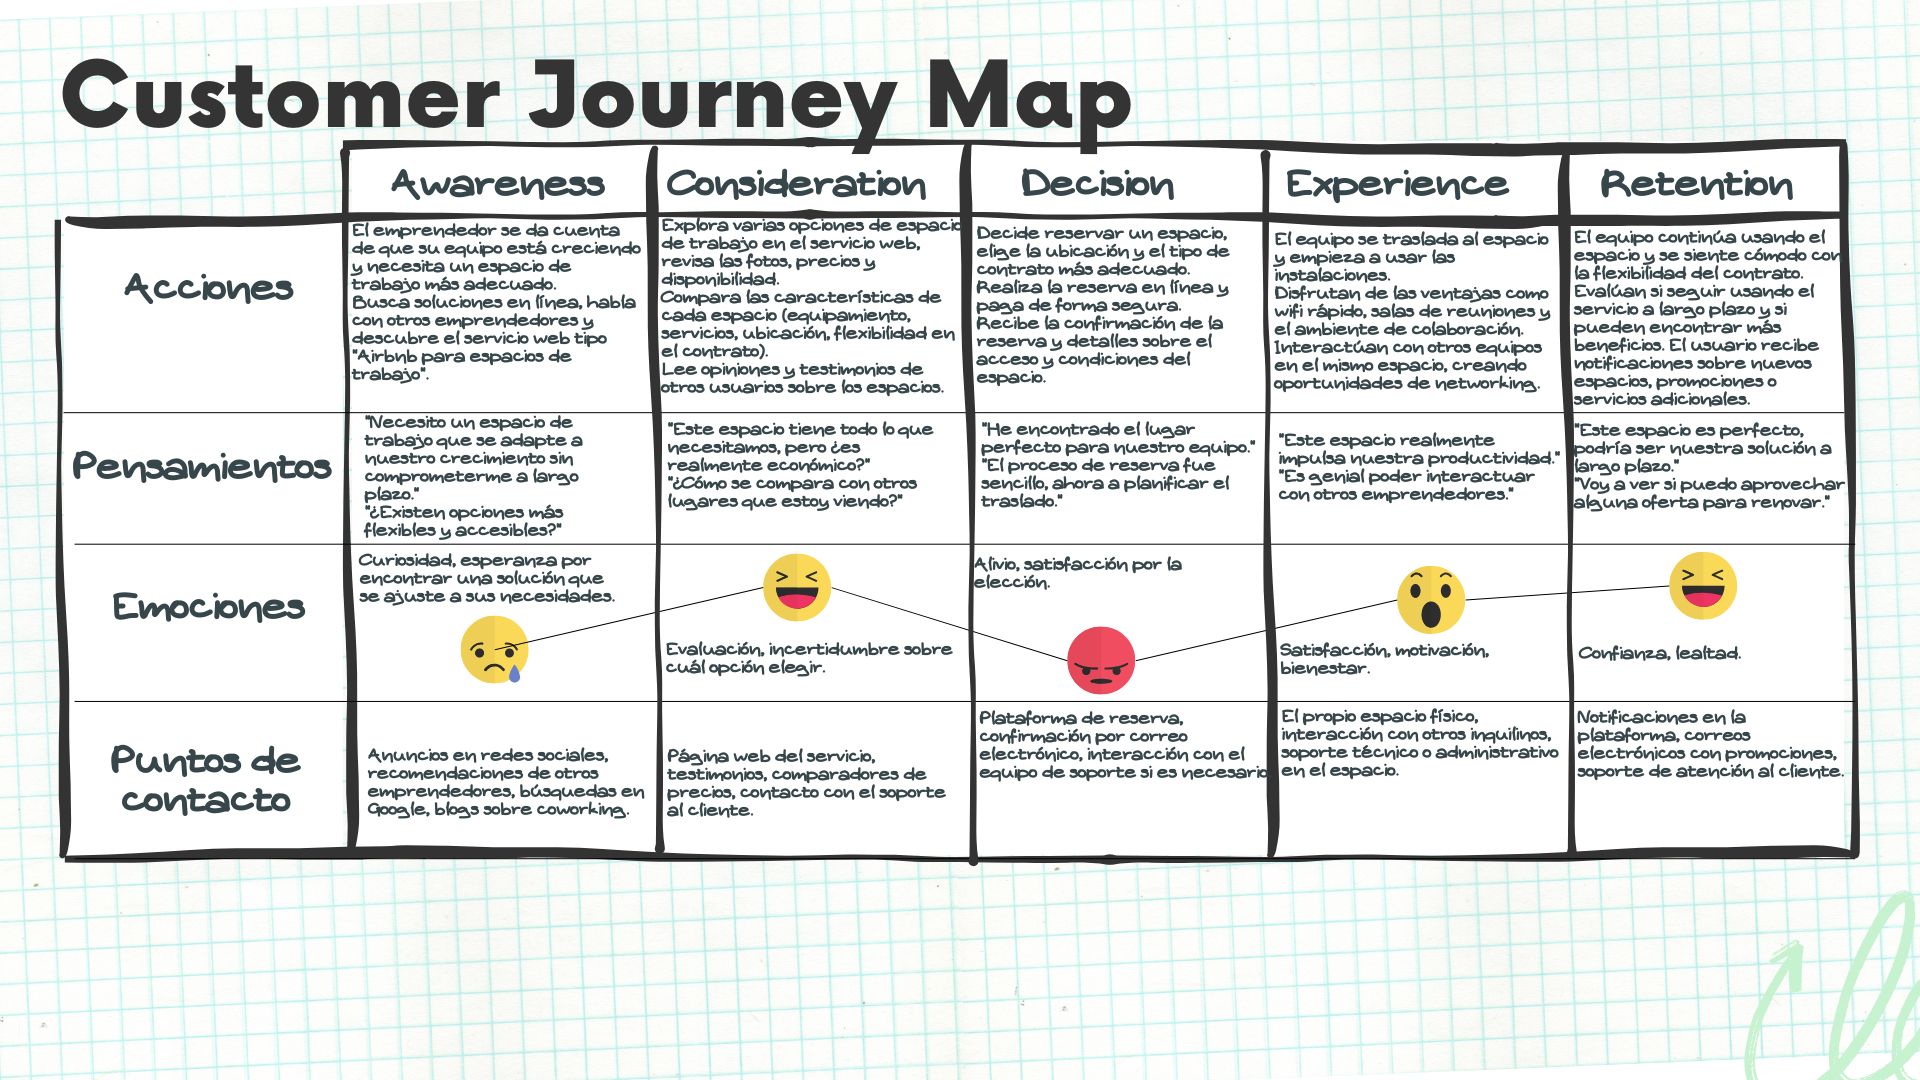 Customer Journey Map
Awareness
Consideration
Decision
Experience
Retention
Acciones
El emprendedor se da cuenta
de que su equipo está creciendo
y necesita un espacio de
trabajo más adecuado.
Busca soluciones en línea, habla
con otros emprendedores y
descubre el servicio web tipo
"Airbnb para espacios de
trabajo".
Explora varias opciones de espacio
de trabajo en el servicio web,
revisa las fotos, precios y
disponibilidad.
Compara las características de
cada espacio (equipamiento,
servicios, ubicación, flexibilidad en
el contrato).
Lee opiniones y testimonios de
otros usuarios sobre los espacios.
Decide reservar un espacio,
elige la ubicación y el tipo de
contrato más adecuado.
Realiza la reserva en línea y
paga de forma segura.
Recibe la confirmación de la
reserva y detalles sobre el
acceso y condiciones del
espacio.
El equipo se traslada al espacio
y empieza a usar las
instalaciones.
Disfrutan de las ventajas como
wifi rápido, salas de reuniones y
el ambiente de colaboración.
Interactúan con otros equipos
en el mismo espacio, creando
oportunidades de networking.
El equipo continúa usando el
espacio y se siente cómodo con
la flexibilidad del contrato.
Evalúan si seguir usando el
servicio a largo plazo y si
pueden encontrar más
beneficios. El usuario recibe
notificaciones sobre nuevos
espacios, promociones o
servicios adicionales.
Pensamientos
"Necesito un espacio de
trabajo que se adapte a
nuestro crecimiento sin
comprometerme a largo
plazo."
"¿Existen opciones más
flexibles y accesibles?"
"Este espacio tiene todo lo que
necesitamos, pero ¿es
realmente económico?"
"¿Cómo se compara con otros
lugares que estoy viendo?"
"He encontrado el lugar
perfecto para nuestro equipo."
"El proceso de reserva fue
sencillo, ahora a planificar el
traslado."
"Este espacio realmente
impulsa nuestra productividad."
"Es genial poder interactuar
con otros emprendedores."
"Este espacio es perfecto,
podría ser nuestra solución a
largo plazo."
"Voy a ver si puedo aprovechar
alguna oferta para renovar."
Emociones
Curiosidad, esperanza por
encontrar una solución que
se ajuste a sus necesidades.
Evaluación, incertidumbre sobre
cuál opción elegir.
Alivio, satisfacción por la
elección.
Satisfacción, motivación,
bienestar.
Confianza, lealtad.
Puntos de
contacto
Anuncios en redes sociales,
recomendaciones de otros
emprendedores, búsquedas en
Google, blogs sobre coworking.
Página web del servicio,
testimonios, comparadores de
precios, contacto con el soporte
al cliente.
Plataforma de reserva,
confirmación por correo
electrónico, interacción con el
equipo de soporte si es necesario
El propio espacio físico,
interacción con otros inquilinos,
soporte técnico o administrativo
en el espacio.
Notificaciones en la
plataforma, correos
electrónicos con promociones,
soporte de atención al cliente.